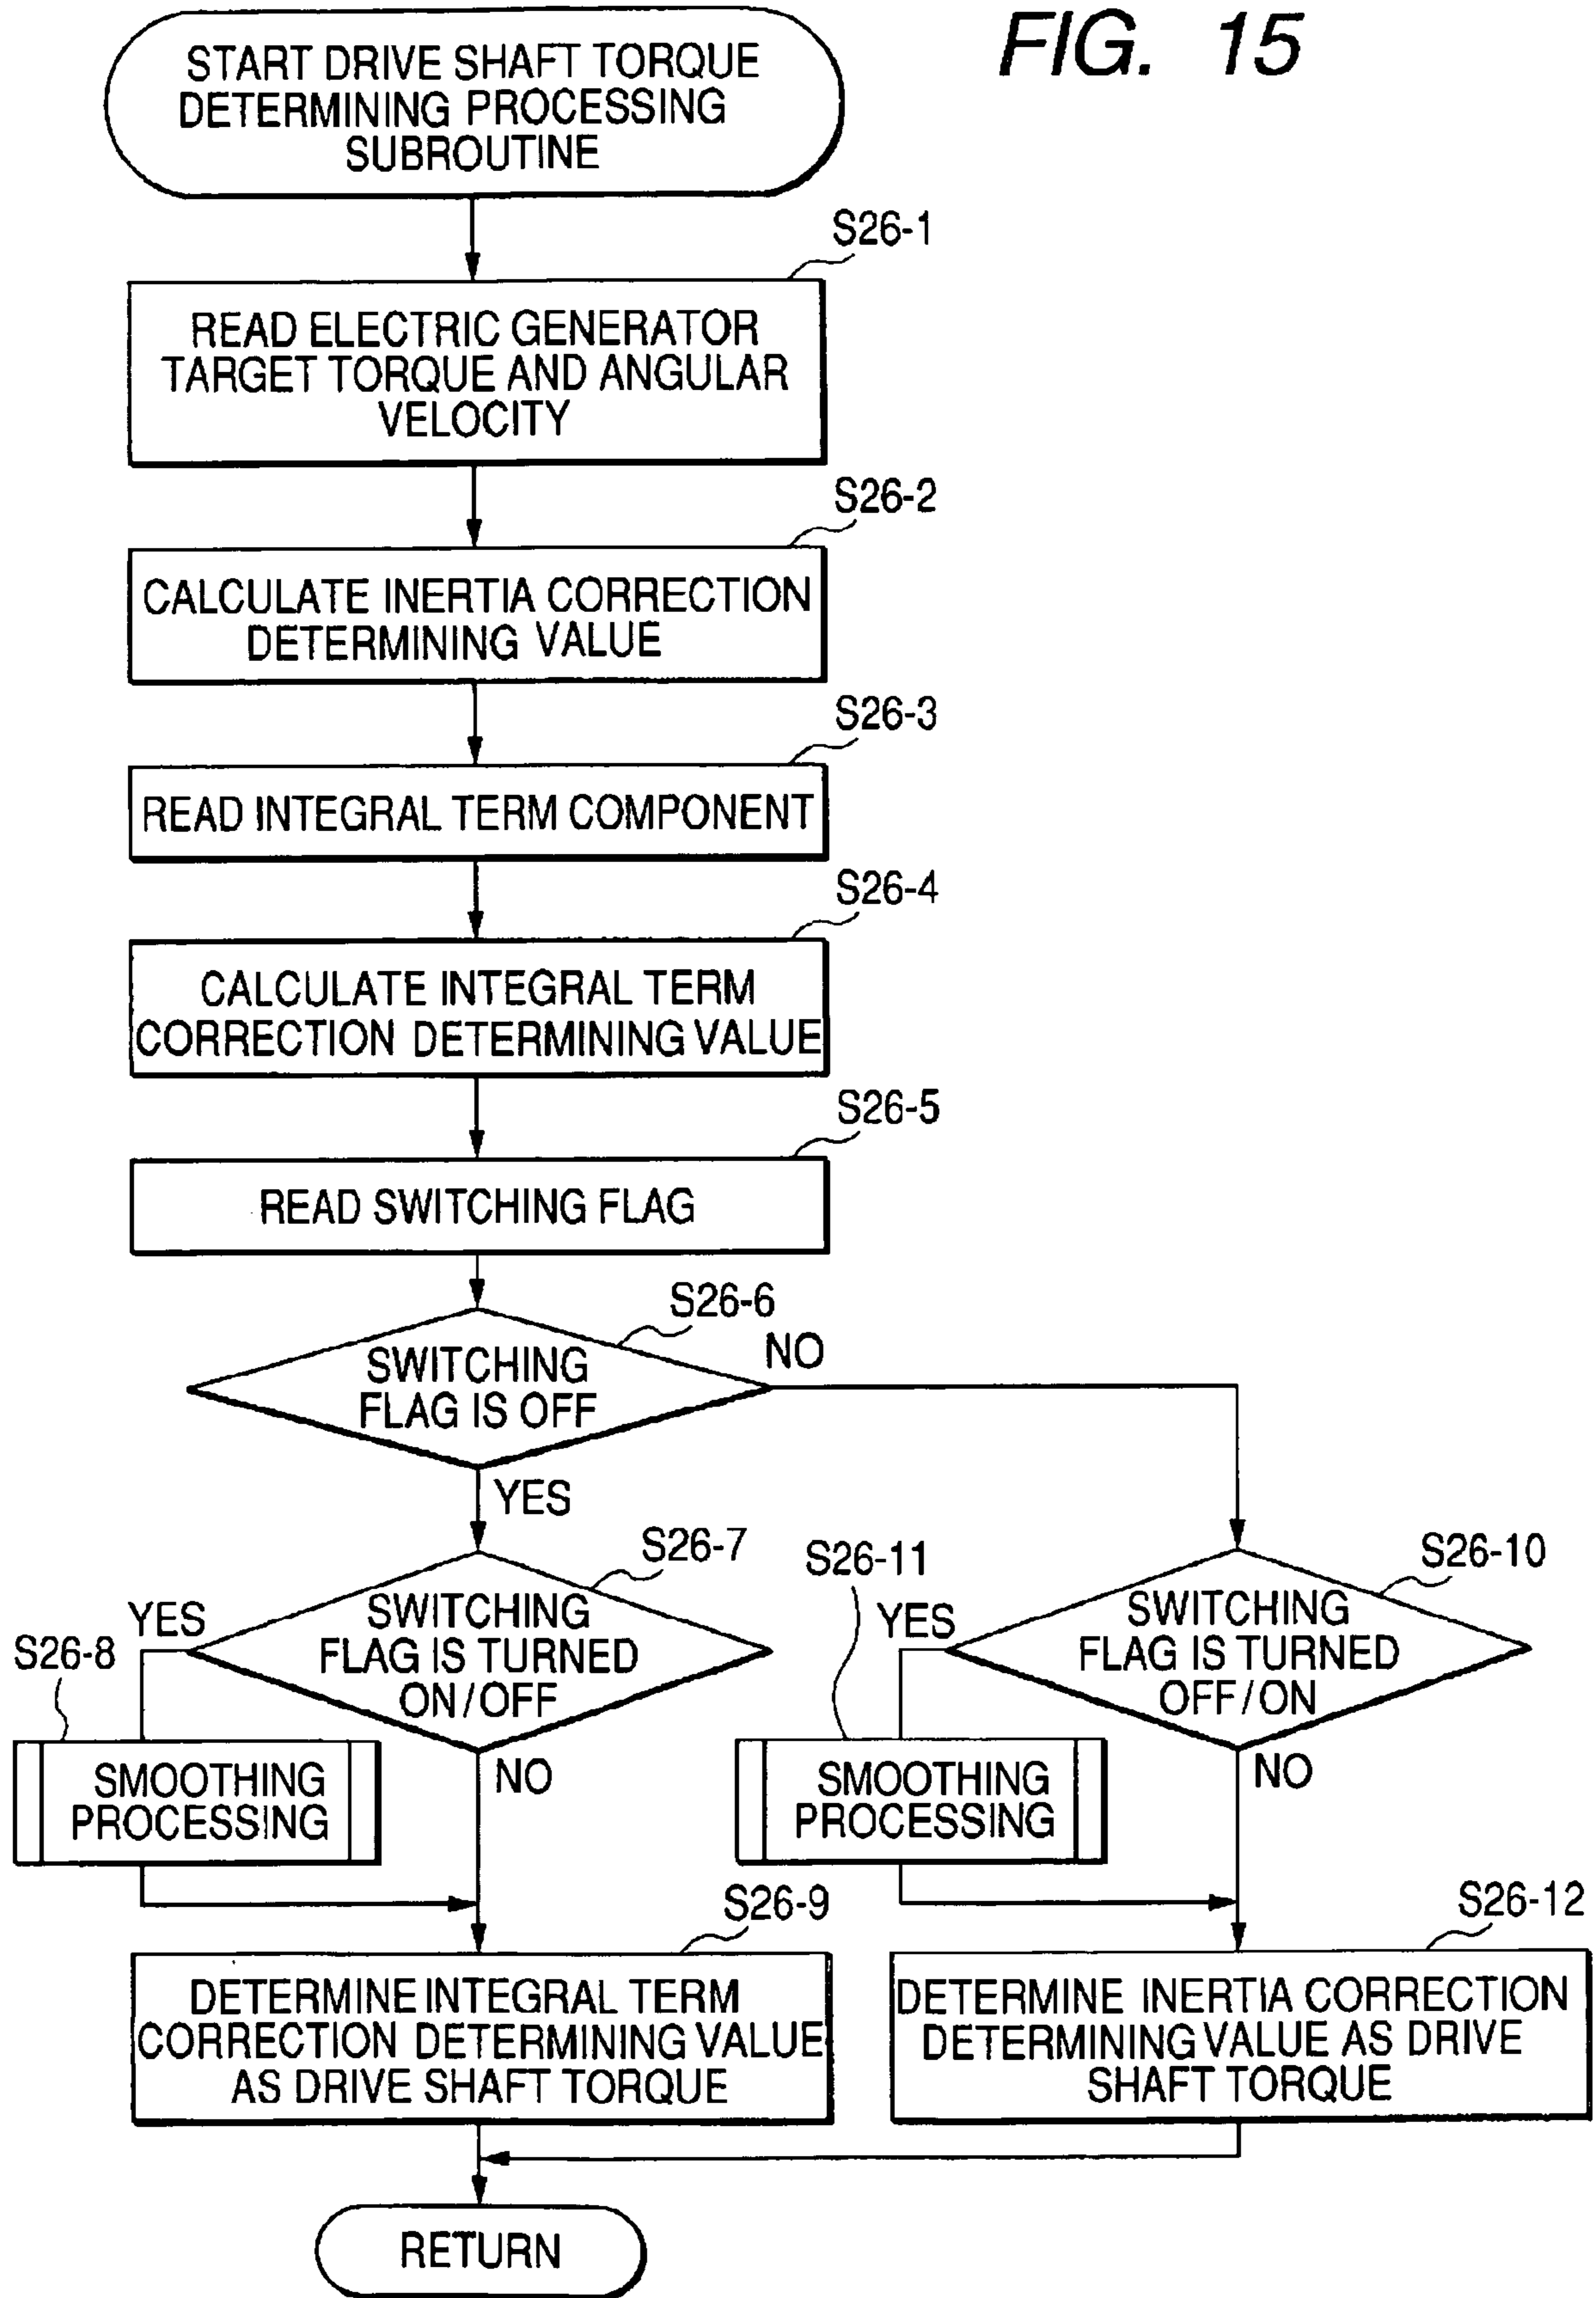 FIG. 15
START DRIVE SHAFT TORQUE
DETERMINING PROCESSING
SUBROUTINE
S26-1
READ ELECTRIC GENERATOR
TARGET TORQUE AND ANGULAR
VELOCITY
S26-2
CALCULATE INERTIA CORRECTION
DETERMINING VALUE
S26-3
READ INTEGRAL TERM COMPONENT
S26-4
CALCULATE INTEGRAL TERM
CORRECTION DETERMINING VALUE
S26-5
READ SWITCHING FLAG
S26-6
SWITCHING
FLAG IS OFF
NO
YES
S26-7
SWITCHING
FLAG IS TURNED
ON/OFF
YES
NO
S26-8
SMOOTHING
PROCESSING
S26-9
DETERMINE INTEGRAL TERM
CORRECTION DETERMINING VALUE
AS DRIVE SHAFT TORQUE
S26-10
SWITCHING
FLAG IS TURNED
OFF/ON
YES
NO
S26-11
SMOOTHING
PROCESSING
S26-12
DETERMINE INERTIA CORRECTION
DETERMINING VALUE AS DRIVE
SHAFT TORQUE
RETURN